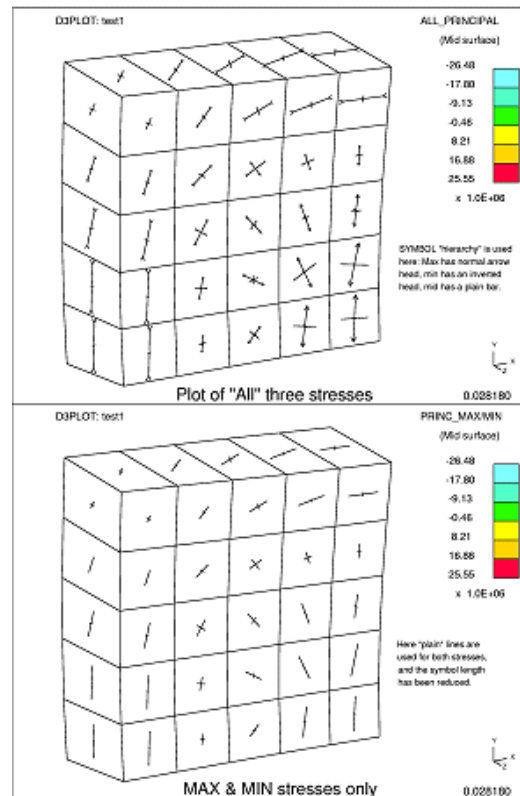 D3PLOT: test1
ALL_PRINCIPAL
(Mid surface)
-26.48
-17.80
-9.13
-0.46
8.21
16.88
25.55
x 1.0E+06
SYMBOL "hierarchy" is used
here: Max has normal arrow
head, min has an inverted
head, mid has a plain bar.
Y
X
Z
Plot of "All" three stresses
0.028180
D3PLOT: test1
PRINC_MAX/MIN
(Mid surface)
-26.48
-17.80
-9.13
-0.46
8.21
16.88
25.55
x 1.0E+06
Here "plain" lines are
used for both stresses,
and the symbol length
has been reduced.
Y
X
Z
MAX & MIN stresses only
0.028180